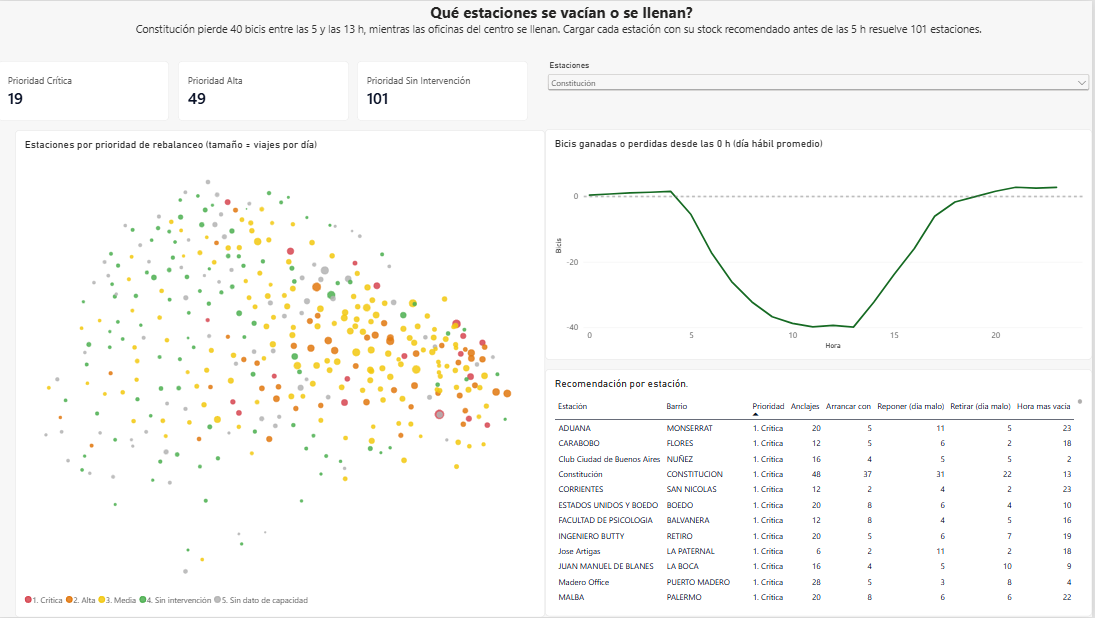 Qué estaciones se vacían o se llenan?
Constitución pierde 40 bicis entre las 5 y las 13 h, mientras las oficinas del centro se llenan. Cargar cada estación con su stock recomendado antes de las 5 h resuelve 101 estaciones.
Prioridad Crítica
19
Prioridad Alta
49
Prioridad Sin Intervención
101
Estaciones
Constitución
Estaciones por prioridad de rebalanceo (tamaño = viajes por día)
1. Crítica 2. Alta 3. Media 4. Sin intervención 5. Sin dato de capacidad
Bicis ganadas o perdidas desde las 0 h (día hábil promedio)
Bicis
0
-20
-40
0 5 10 15 20
Hora
Recomendación por estación.
Estación Barrio Prioridad Anclajes Arrancar con Reponer (día malo) Retirar (día malo) Hora mas vacia
ADUANA MONSERRAT 1. Crítica 20 5 11 5 23
CARABOBO FLORES 1. Crítica 12 5 6 2 18
Club Ciudad de Buenos Aires NUÑEZ 1. Crítica 16 4 5 5 2
Constitución CONSTITUCION 1. Crítica 48 37 31 22 13
CORRIENTES SAN NICOLAS 1. Crítica 12 2 4 2 23
ESTADOS UNIDOS Y BOEDO BOEDO 1. Crítica 20 8 6 4 10
FACULTAD DE PSICOLOGIA BALVANERA 1. Crítica 12 8 4 5 16
INGENIERO BUTTY RETIRO 1. Crítica 20 5 6 7 19
Jose Artigas LA PATERNAL 1. Crítica 6 2 11 2 18
JUAN MANUEL DE BLANES LA BOCA 1. Crítica 16 4 5 10 9
Madero Office PUERTO MADERO 1. Crítica 28 5 3 8 4
MALBA PALERMO 1. Crítica 20 8 6 6 22